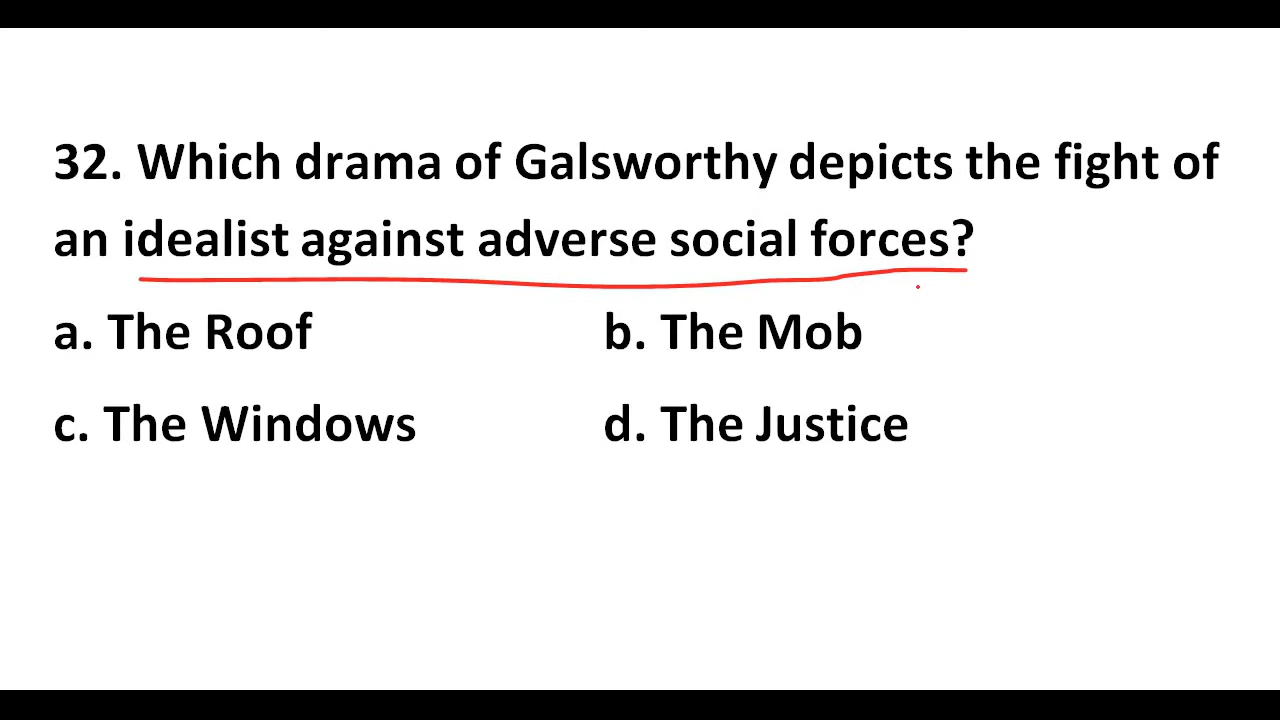 32. Which drama of Galsworthy depicts the fight of
an idealist against adverse social forces?
a. The Roof b. The Mob
c. The Windows d. The Justice